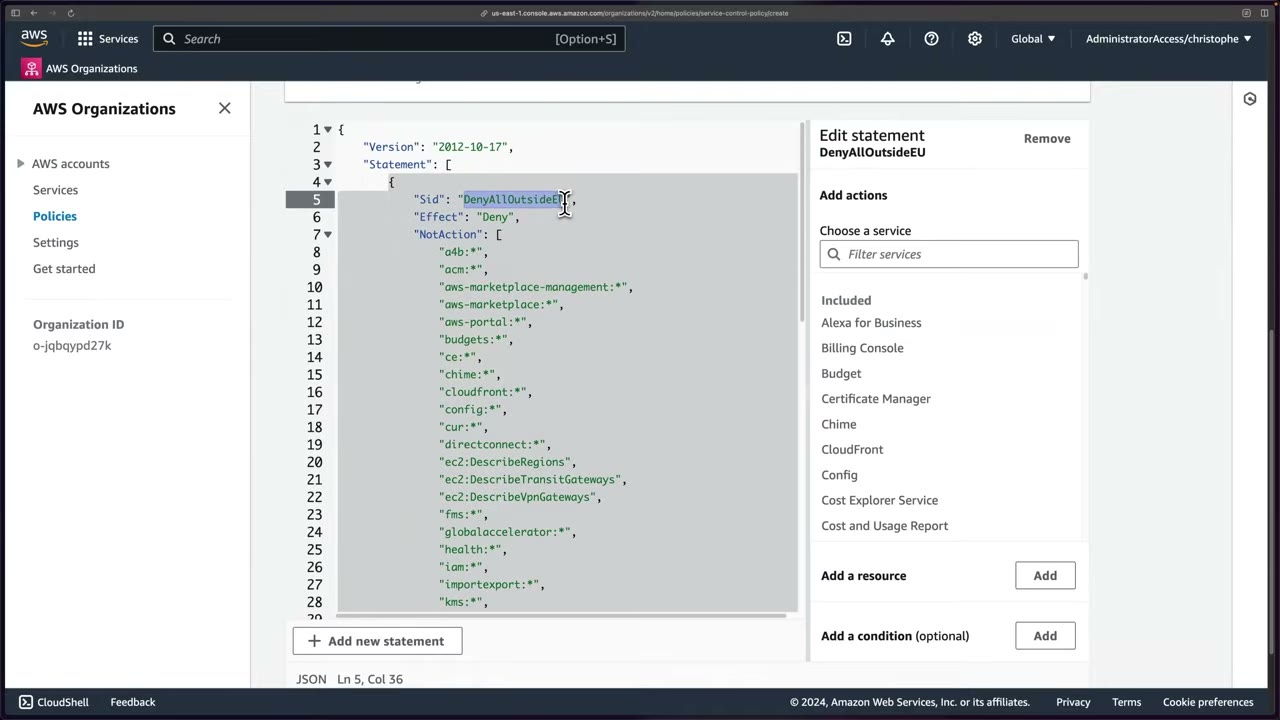 us-east-1.console.aws.amazon.com/organizations/v2/home/policies/service-control-policy/create
aws
Services
Search
[Option+S]
Global
AdministratorAccess/christophe
AWS Organizations
AWS Organizations
AWS accounts
Services
Policies
Settings
Get started
Organization ID
o-jqbqypd27k
1 {
2 "Version": "2012-10-17",
3 "Statement": [
4 {
5 "Sid": "DenyAllOutsideEU",
6 "Effect": "Deny",
7 "NotAction": [
8 "a4b:*",
9 "acm:*",
10 "aws-marketplace-management:*",
11 "aws-marketplace:*",
12 "aws-portal:*",
13 "budgets:*",
14 "ce:*",
15 "chime:*",
16 "cloudfront:*",
17 "config:*",
18 "cur:*",
19 "directconnect:*",
20 "ec2:DescribeRegions",
21 "ec2:DescribeTransitGateways",
22 "ec2:DescribeVpnGateways",
23 "fms:*",
24 "globalaccelerator:*",
25 "health:*",
26 "iam:*",
27 "importexport:*",
28 "kms:*",
29
+ Add new statement
JSON Ln 5, Col 36
Edit statement
Remove
DenyAllOutsideEU
Add actions
Choose a service
Filter services
Included
Alexa for Business
Billing Console
Budget
Certificate Manager
Chime
CloudFront
Config
Cost Explorer Service
Cost and Usage Report
Add a resource
Add
Add a condition (optional)
Add
CloudShell
Feedback
© 2024, Amazon Web Services, Inc. or its affiliates.
Privacy
Terms
Cookie preferences